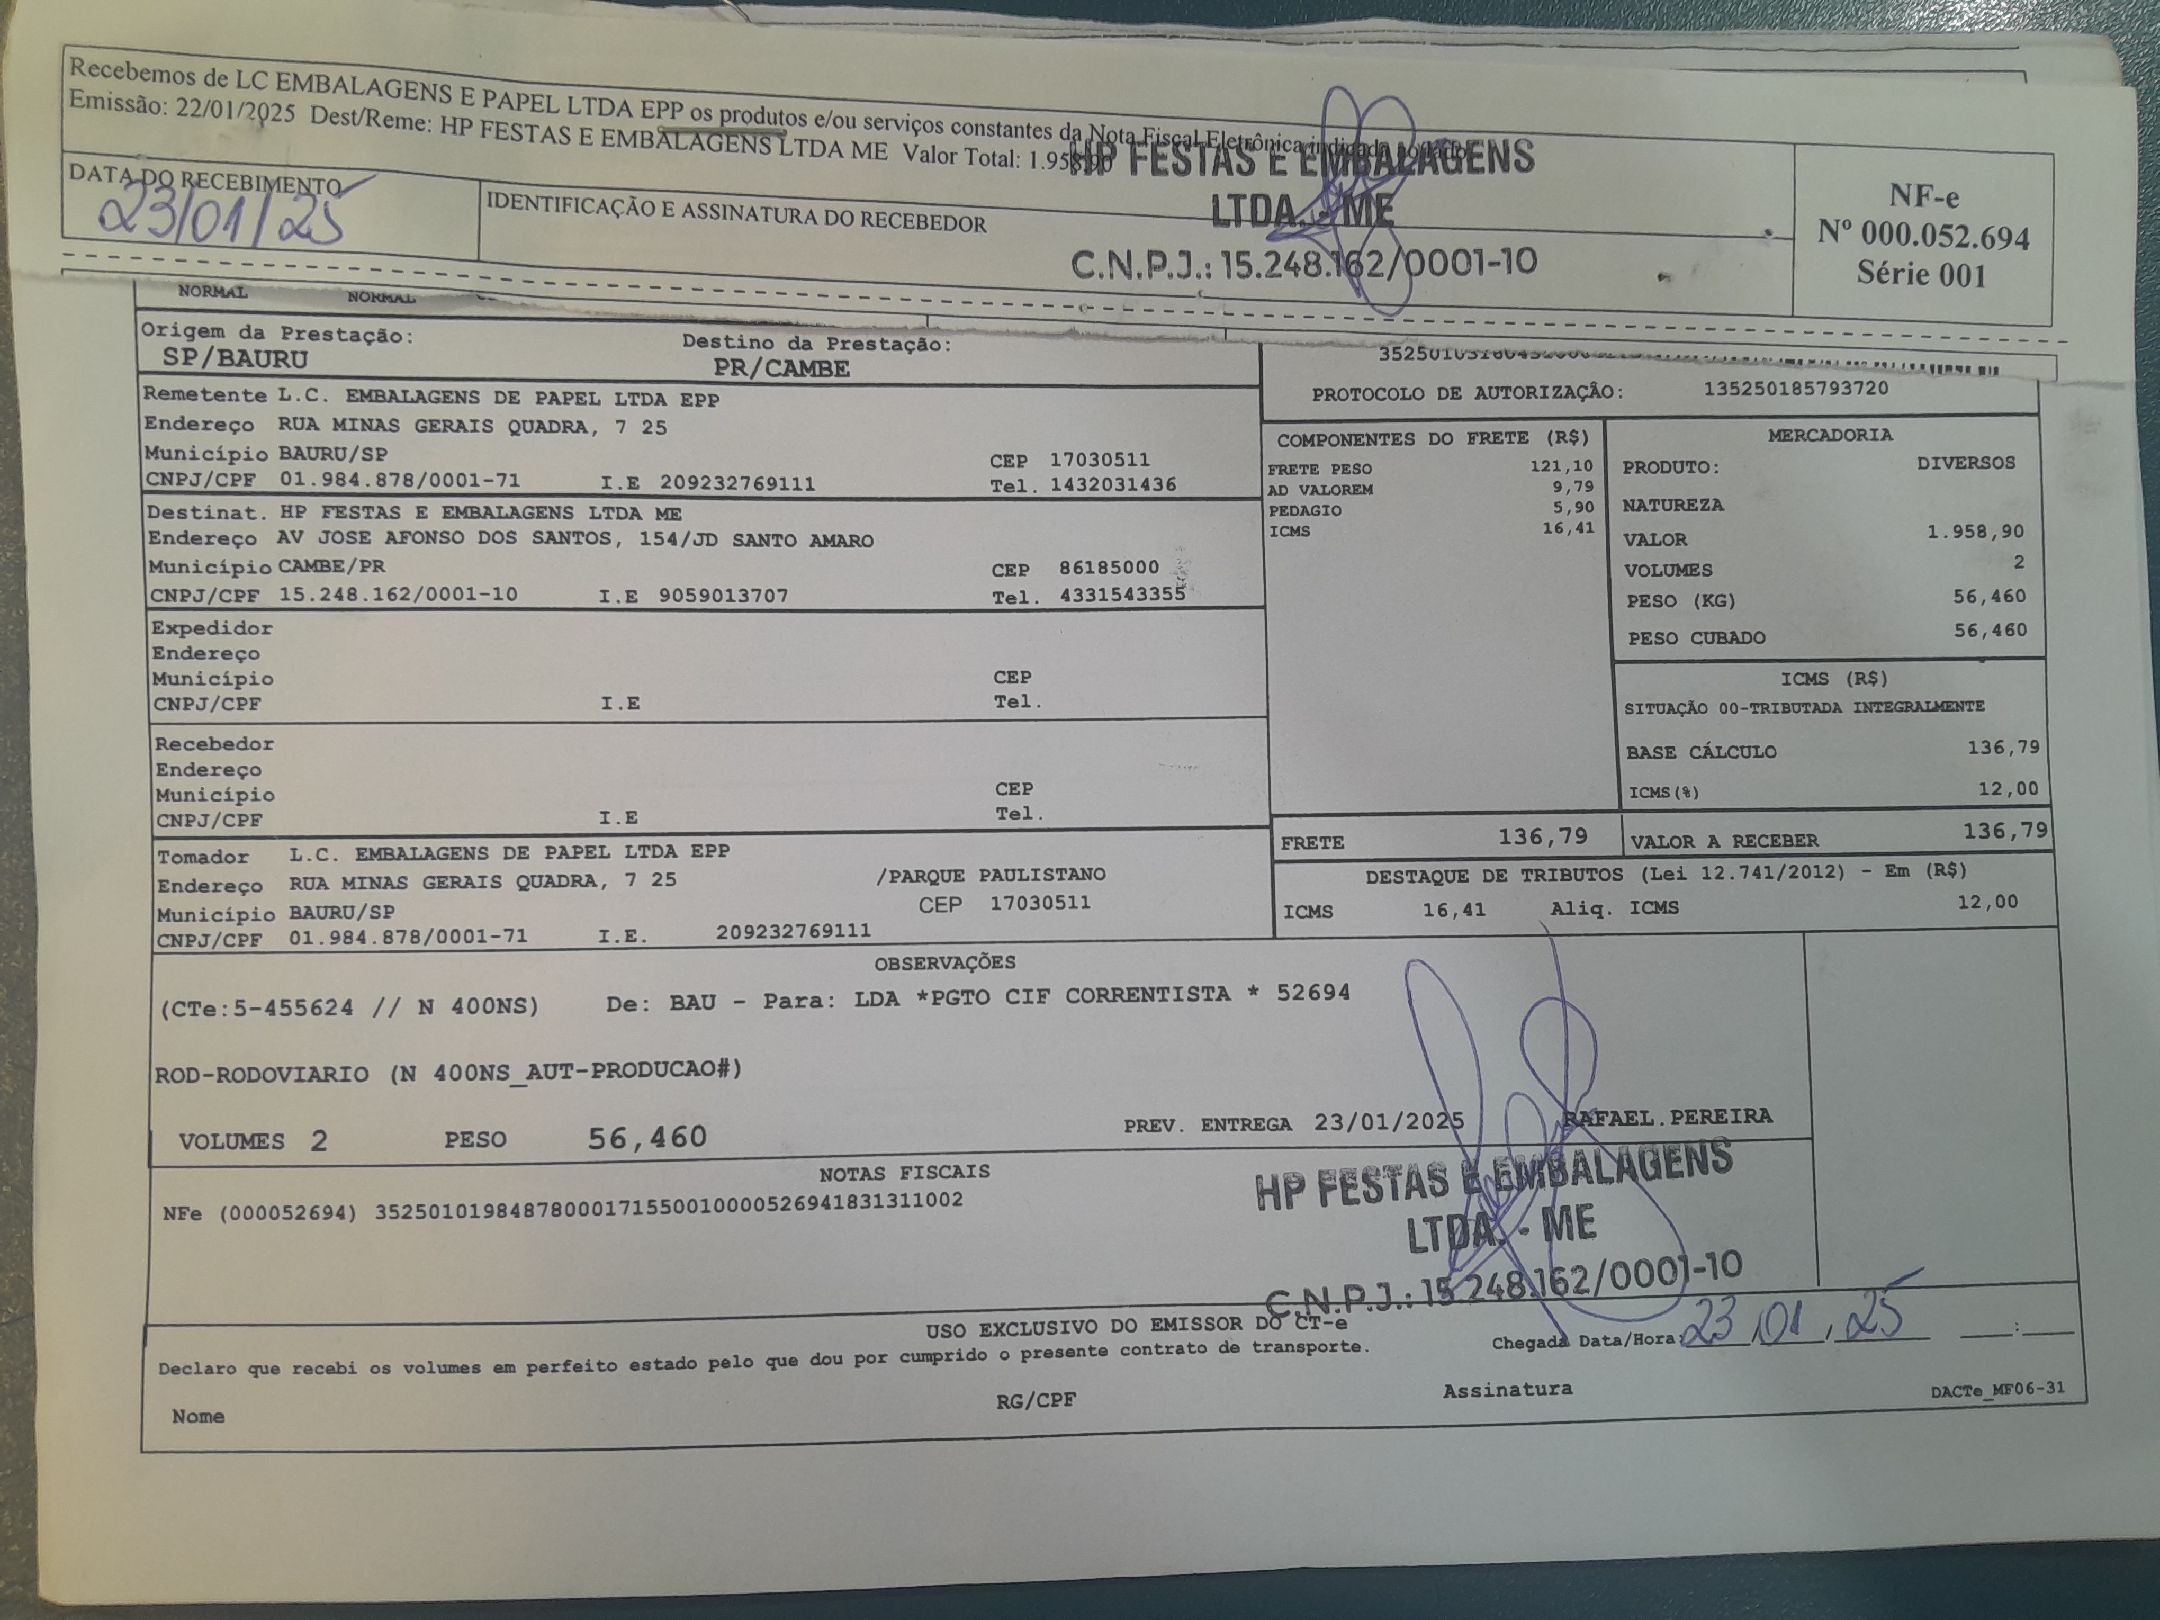 Recebemos de LC EMBALAGENS E PAPEL LTDA EPP os produtos e/ou serviços constantes da Nota Fiscal Eletrônica indicada
Emissão: 22/01/2025 Dest/Reme: HP FESTAS E EMBALAGENS LTDA ME Valor Total: 1.958,90
HP FESTAS E EMBALAGENS
LTDA. - ME
C.N.P.J.: 15.248.162/0001-10
DATA DO RECEBIMENTO
23/01/25
IDENTIFICAÇÃO E ASSINATURA DO RECEBEDOR
NF-e
Nº 000.052.694
Série 001
NORMAL NORMAL
Origem da Prestação: Destino da Prestação:
SP/BAURU PR/CAMBE
PROTOCOLO DE AUTORIZAÇÃO: 135250185793720
Remetente L.C. EMBALAGENS DE PAPEL LTDA EPP
Endereço RUA MINAS GERAIS QUADRA, 7 25
Município BAURU/SP CEP 17030511
CNPJ/CPF 01.984.878/0001-71 I.E 209232769111 Tel. 1432031436
Destinat. HP FESTAS E EMBALAGENS LTDA ME
Endereço AV JOSE AFONSO DOS SANTOS, 154/JD SANTO AMARO
Município CAMBE/PR CEP 86185000
CNPJ/CPF 15.248.162/0001-10 I.E 9059013707 Tel. 4331543355
Expedidor
Endereço
Município CEP
CNPJ/CPF I.E Tel.
Recebedor
Endereço
Município CEP
CNPJ/CPF I.E Tel.
Tomador L.C. EMBALAGENS DE PAPEL LTDA EPP
Endereço RUA MINAS GERAIS QUADRA, 7 25 /PARQUE PAULISTANO
Município BAURU/SP CEP 17030511
CNPJ/CPF 01.984.878/0001-71 I.E. 209232769111
COMPONENTES DO FRETE (R$)
FRETE PESO 121,10
AD VALOREM 9,79
PEDAGIO 5,90
ICMS 16,41
MERCADORIA
PRODUTO: DIVERSOS
NATUREZA
VALOR 1.958,90
VOLUMES 2
PESO (KG) 56,460
PESO CUBADO 56,460
ICMS (R$)
SITUAÇÃO 00-TRIBUTADA INTEGRALMENTE
BASE CÁLCULO 136,79
ICMS(%) 12,00
FRETE 136,79 VALOR A RECEBER 136,79
DESTAQUE DE TRIBUTOS (Lei 12.741/2012) - Em (R$)
ICMS 16,41 Aliq. ICMS 12,00
OBSERVAÇÕES
(CTe:5-455624 // N 400NS) De: BAU - Para: LDA *PGTO CIF CORRENTISTA * 52694
ROD-RODOVIARIO (N 400NS_AUT-PRODUCAO#)
VOLUMES 2 PESO 56,460 PREV. ENTREGA 23/01/2025 RAFAEL.PEREIRA
NOTAS FISCAIS
NFe (000052694) 35250101984878000171550010000526941831311002
HP FESTAS E EMBALAGENS
LTDA. - ME
C.N.P.J.: 15.248.162/0001-10
USO EXCLUSIVO DO EMISSOR DO CT-e
Declaro que recebi os volumes em perfeito estado pelo que dou por cumprido o presente contrato de transporte.
Chegada Data/Hora: 23/01/25 :
Nome RG/CPF Assinatura DACTe_MF06-31